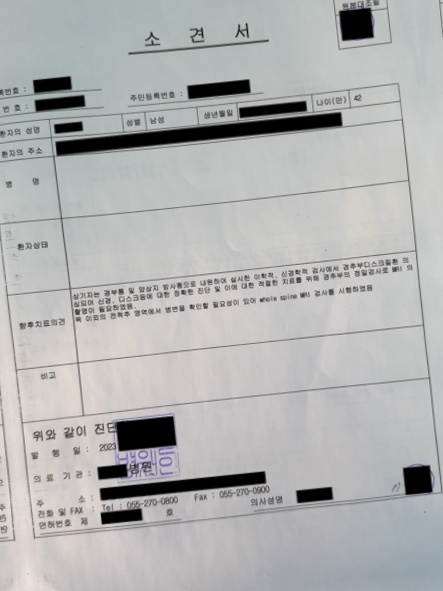 원본대조필
소 견 서
등록번호 :
번 호 :
주민등록번호 :
환자의 성명
성별
남성
생년월일
나이(만)
42
환자의 주소
병 명
환자상태
향후치료의견
상기자는 경부통 및 양상지 방사통으로 내원하여 실시한 이학적, 신경학적 검사에서 경추부디스크질환 의
심되어 신경, 디스크등에 대한 정확한 진단 및 이에 대한 적절한 치료를 위해 경추부의 정밀검사로 MRI 의
촬영이 필요하였음.
목 이외의 전척추 영역에서 병변을 확인할 필요성이 있어 whole spine MRI 검사를 시행하였음
비고
위와 같이 진단
발 행 일 : 2023
의료 기관 : 병원
주 소 :
전화 및 FAX : Tel : 055-270-0800 Fax : 055-270-0900
면허번호 제 호
의사성명